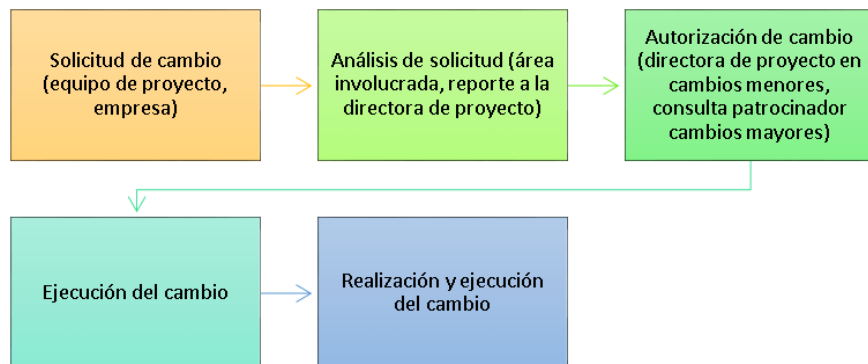 Solicitud de cambio
(equipo de proyecto,
empresa)
Análisis de solicitud (área
involucrada, reporte a la
directora de proyecto)
Autorización de cambio
(directora de proyecto en
cambios menores,
consulta patrocinador
cambios mayores)
Ejecución del cambio
Realización y ejecución
del cambio